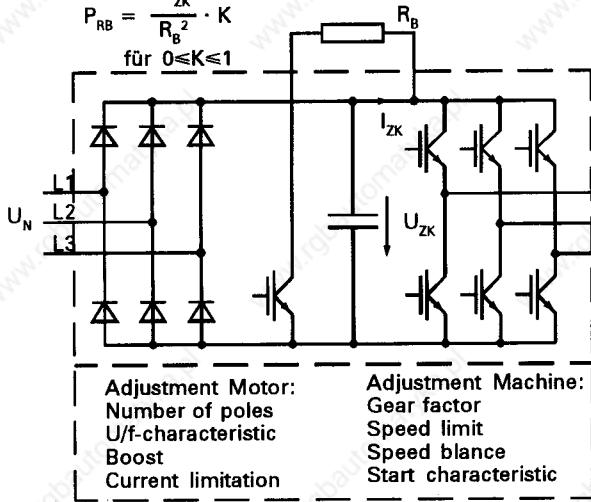 P_RB = ZK / R_B² · K
für 0≤K≤1
R_B
I_ZK
L1
U_N L2
L3
U_ZK
Adjustment Motor:
Number of poles
U/f-characteristic
Boost
Current limitation
Adjustment Machine:
Gear factor
Speed limit
Speed blance
Start characteristic